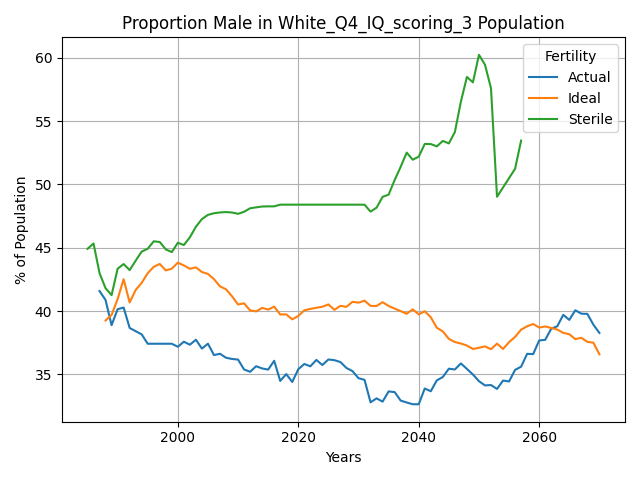 Proportion Male in White_Q4_IQ_scoring_3 Population
Fertility
Actual
Ideal
Sterile
% of Population
60
55
50
45
40
35
2000
2020
2040
2060
Years